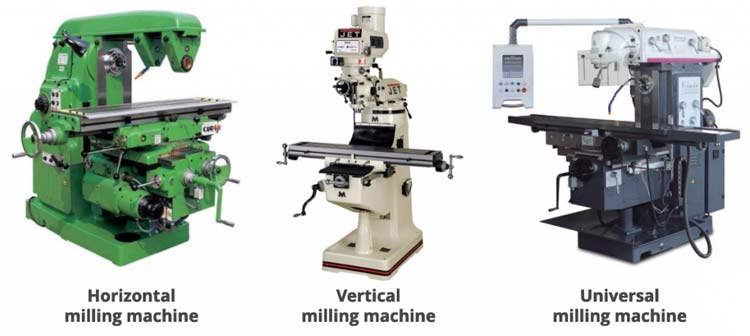 JET
Horizontal
milling machine
Vertical
milling machine
Universal
milling machine